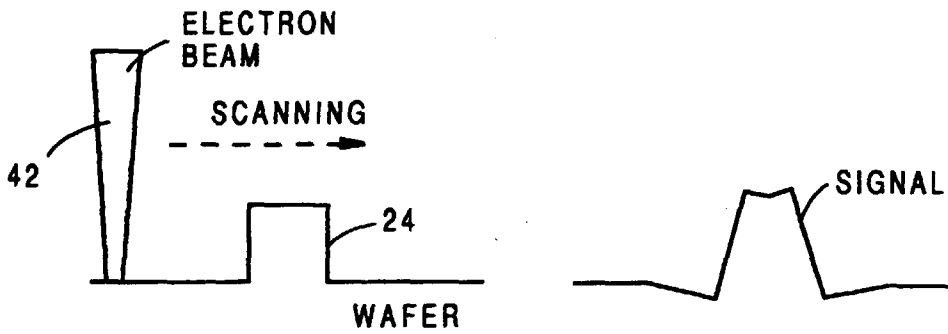 ELECTRON
BEAM
SCANNING
42
24
SIGNAL
WAFER